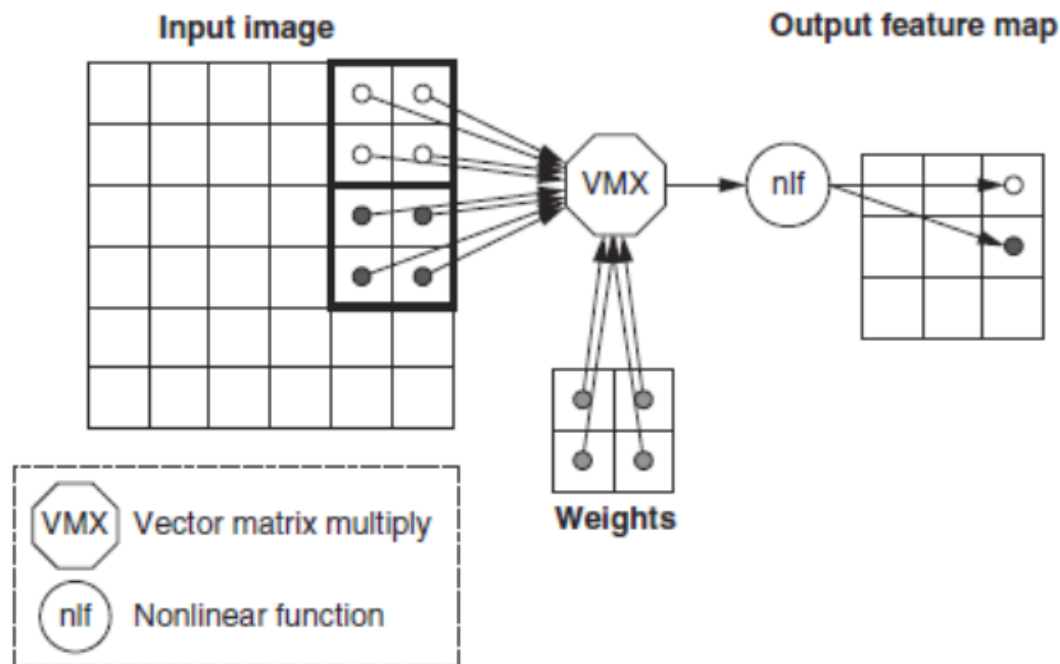 Input image
Output feature map
VMX
nlf
Weights
VMX Vector matrix multiply
nlf Nonlinear function